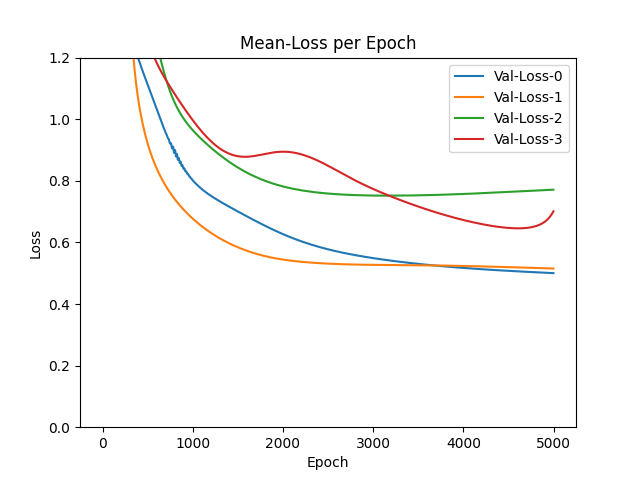 Mean-Loss per Epoch
1.2
1.0
0.8
0.6
0.4
0.2
0.0
Loss
Val-Loss-0
Val-Loss-1
Val-Loss-2
Val-Loss-3
0 1000 2000 3000 4000 5000
Epoch